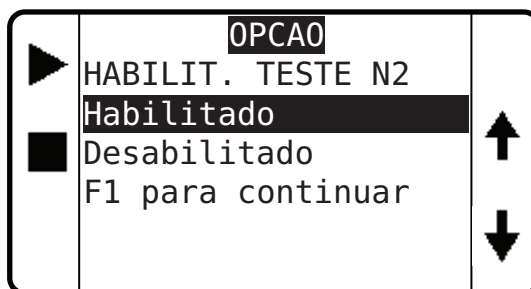 OPCAO
HABILIT. TESTE N2
Habilitado
Desabilitado
F1 para continuar